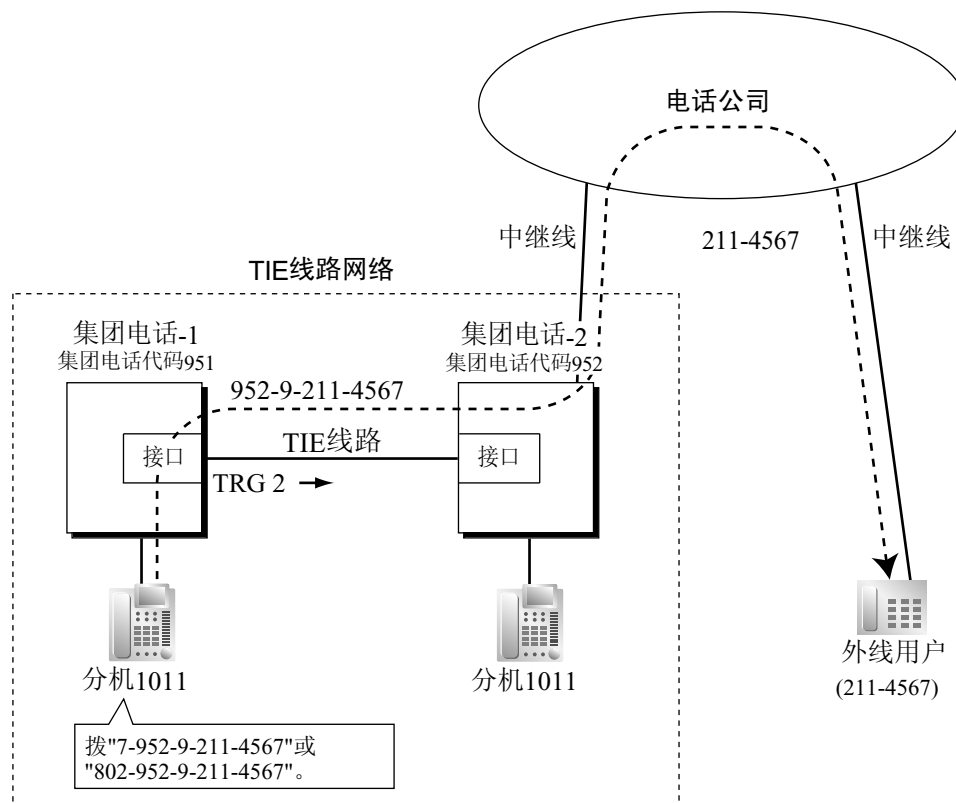 电话公司
中继线
211-4567
中继线
TIE线路网络
集团电话-1
集团电话代码951
集团电话-2
集团电话代码952
952-9-211-4567
接口
TIE线路
接口
TRG 2
分机1011
分机1011
外线用户
(211-4567)
拨"7-952-9-211-4567"或
"802-952-9-211-4567"。